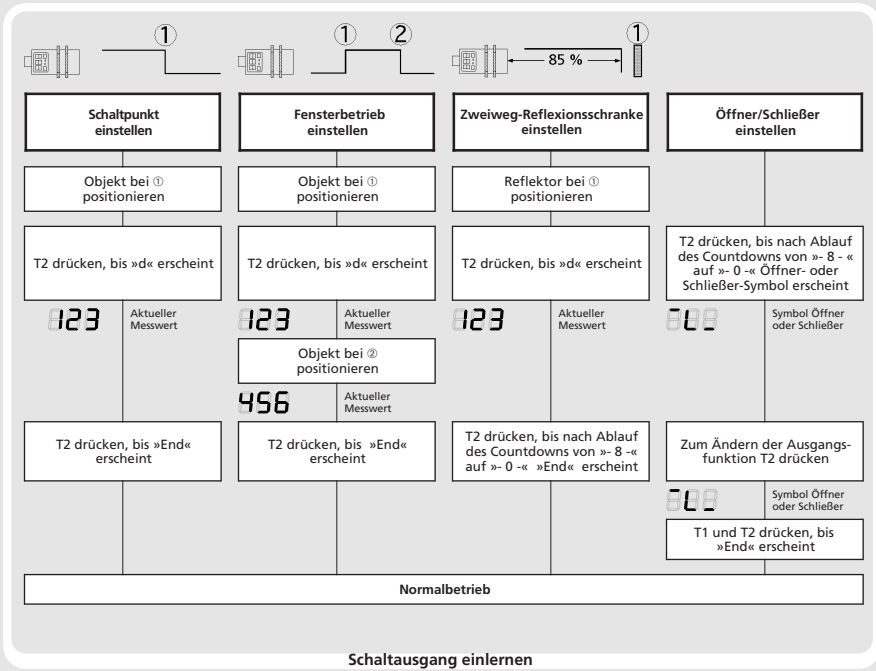 ①
① ②
①
85 %
Schaltpunkt
einstellen
Objekt bei ①
positionieren
T2 drücken, bis »d« erscheint
123
Aktueller
Messwert
T2 drücken, bis »End«
erscheint
Fensterbetrieb
einstellen
Objekt bei ①
positionieren
T2 drücken, bis »d« erscheint
123
Aktueller
Messwert
Objekt bei ②
positionieren
456
Aktueller
Messwert
T2 drücken, bis »End«
erscheint
Zweiweg-Reflexionsschranke
einstellen
Reflektor bei ①
positionieren
T2 drücken, bis »d« erscheint
123
Aktueller
Messwert
T2 drücken, bis nach Ablauf
des Countdowns von »- 8 -«
auf »- 0 -« »End« erscheint
Öffner/Schließer
einstellen
T2 drücken, bis nach Ablauf
des Countdowns von »- 8 - «
auf »- 0 -« Öffner- oder
Schließer-Symbol erscheint
Symbol Öffner
oder Schließer
Zum Ändern der Ausgangs-
funktion T2 drücken
Symbol Öffner
oder Schließer
T1 und T2 drücken, bis
»End« erscheint
Normalbetrieb
Schaltausgang einlernen